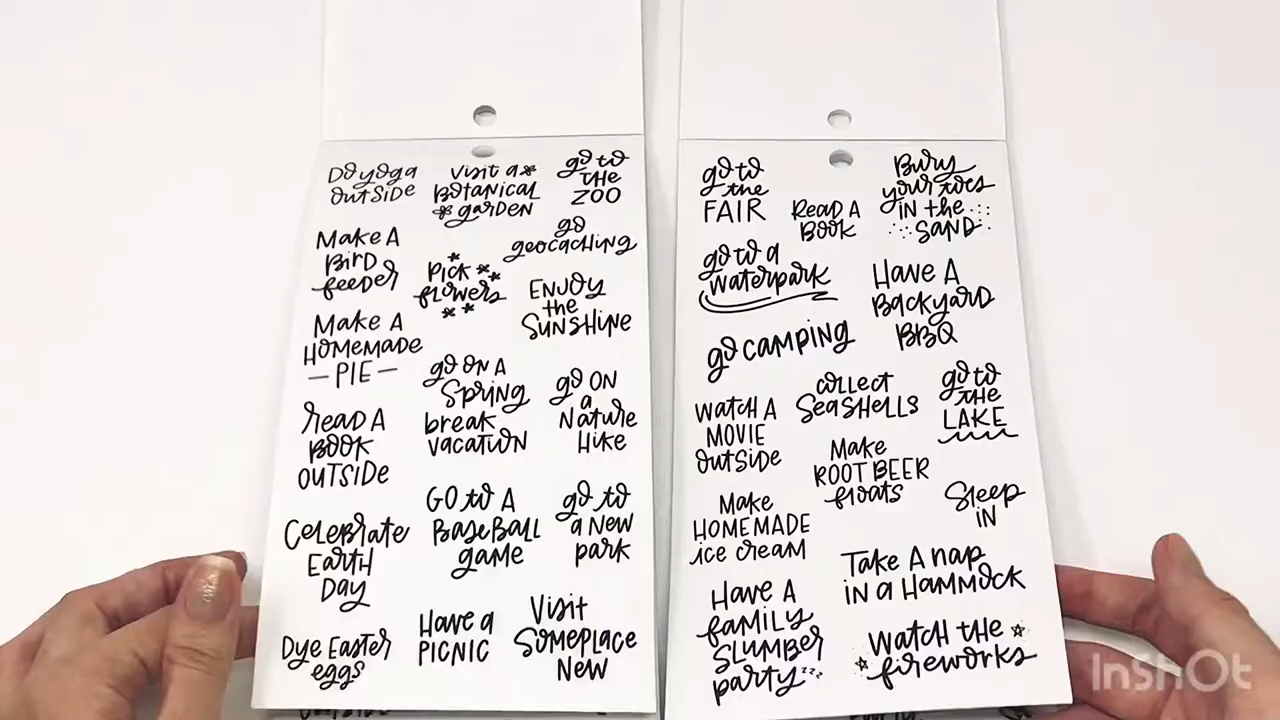 Do yoga
outside
visit a
Botanical
garden
go to
the
zoo
Make A
Bird
feeder
Pick
flowers
go
geocaching
Enjoy
the
Sunshine
Make A
Homemade
- PIE -
go on A
Spring
break
vacation
go on
a
Nature
Hike
Read A
Book
outside
Go to A
BaseBall
game
go to
a New
park
Celebrate
Earth
Day
Have a
PICNIC
Visit
Someplace
New
Dye Easter
eggs
outside
go to
the
FAIR
Read A
Book
Bury
your toes
in the
SAND
go to a
waterpark
Have A
Backyard
BBQ
go camping
collect
SeaShells
go to
the
LAKE
watch A
MOVIE
outside
Make
ROOT BEER
floats
Sleep
in
Make
HOMEMADE
ice cream
Take A nap
in a Hammock
Have A
family
Slumber
party zzz
watch the
fireworks
party
InShOt